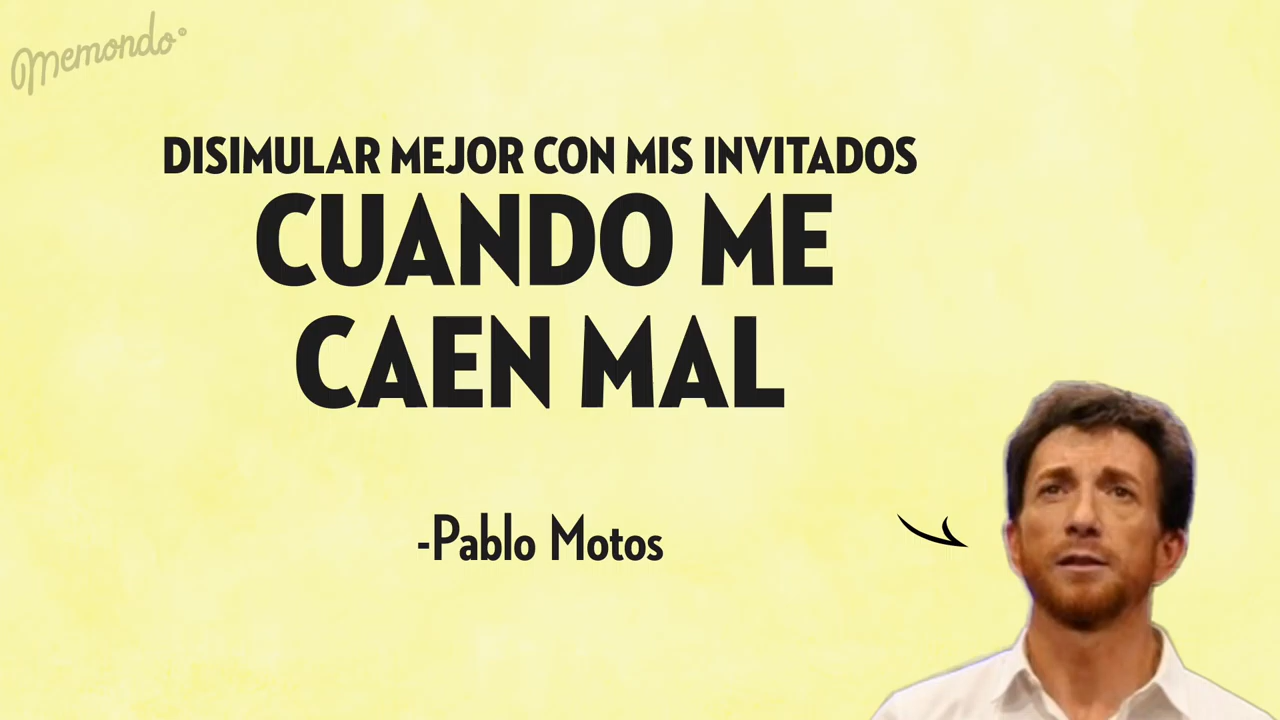 Memondo
DISIMULAR MEJOR CON MIS INVITADOS
CUANDO ME
CAEN MAL
-Pablo Motos